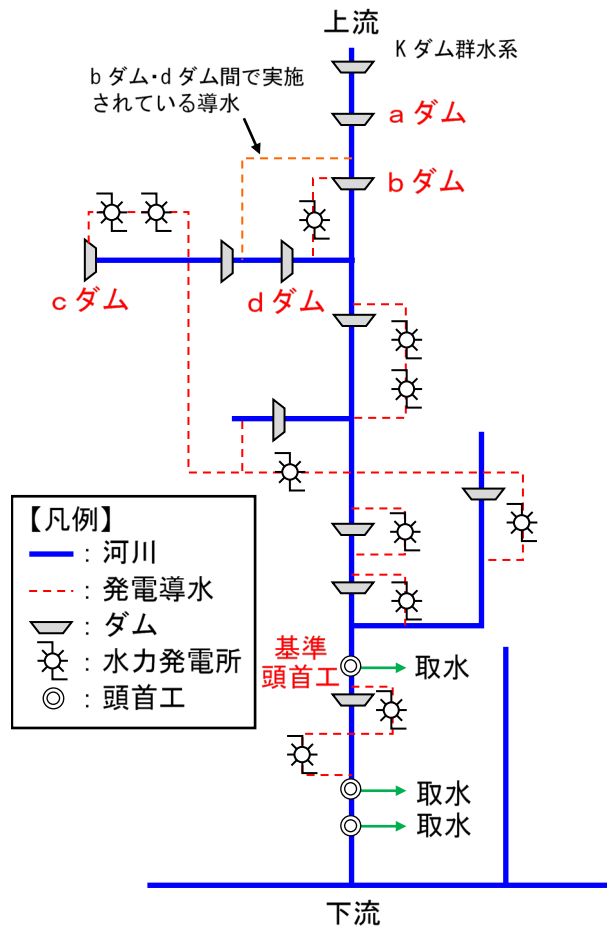 上流
Kダム群水系
bダム・dダム間で実施
されている導水
aダム
bダム
cダム
dダム
【凡例】
：河川
：発電導水
：ダム
：水力発電所
：頭首工
基準
頭首工
取水
取水
取水
下流